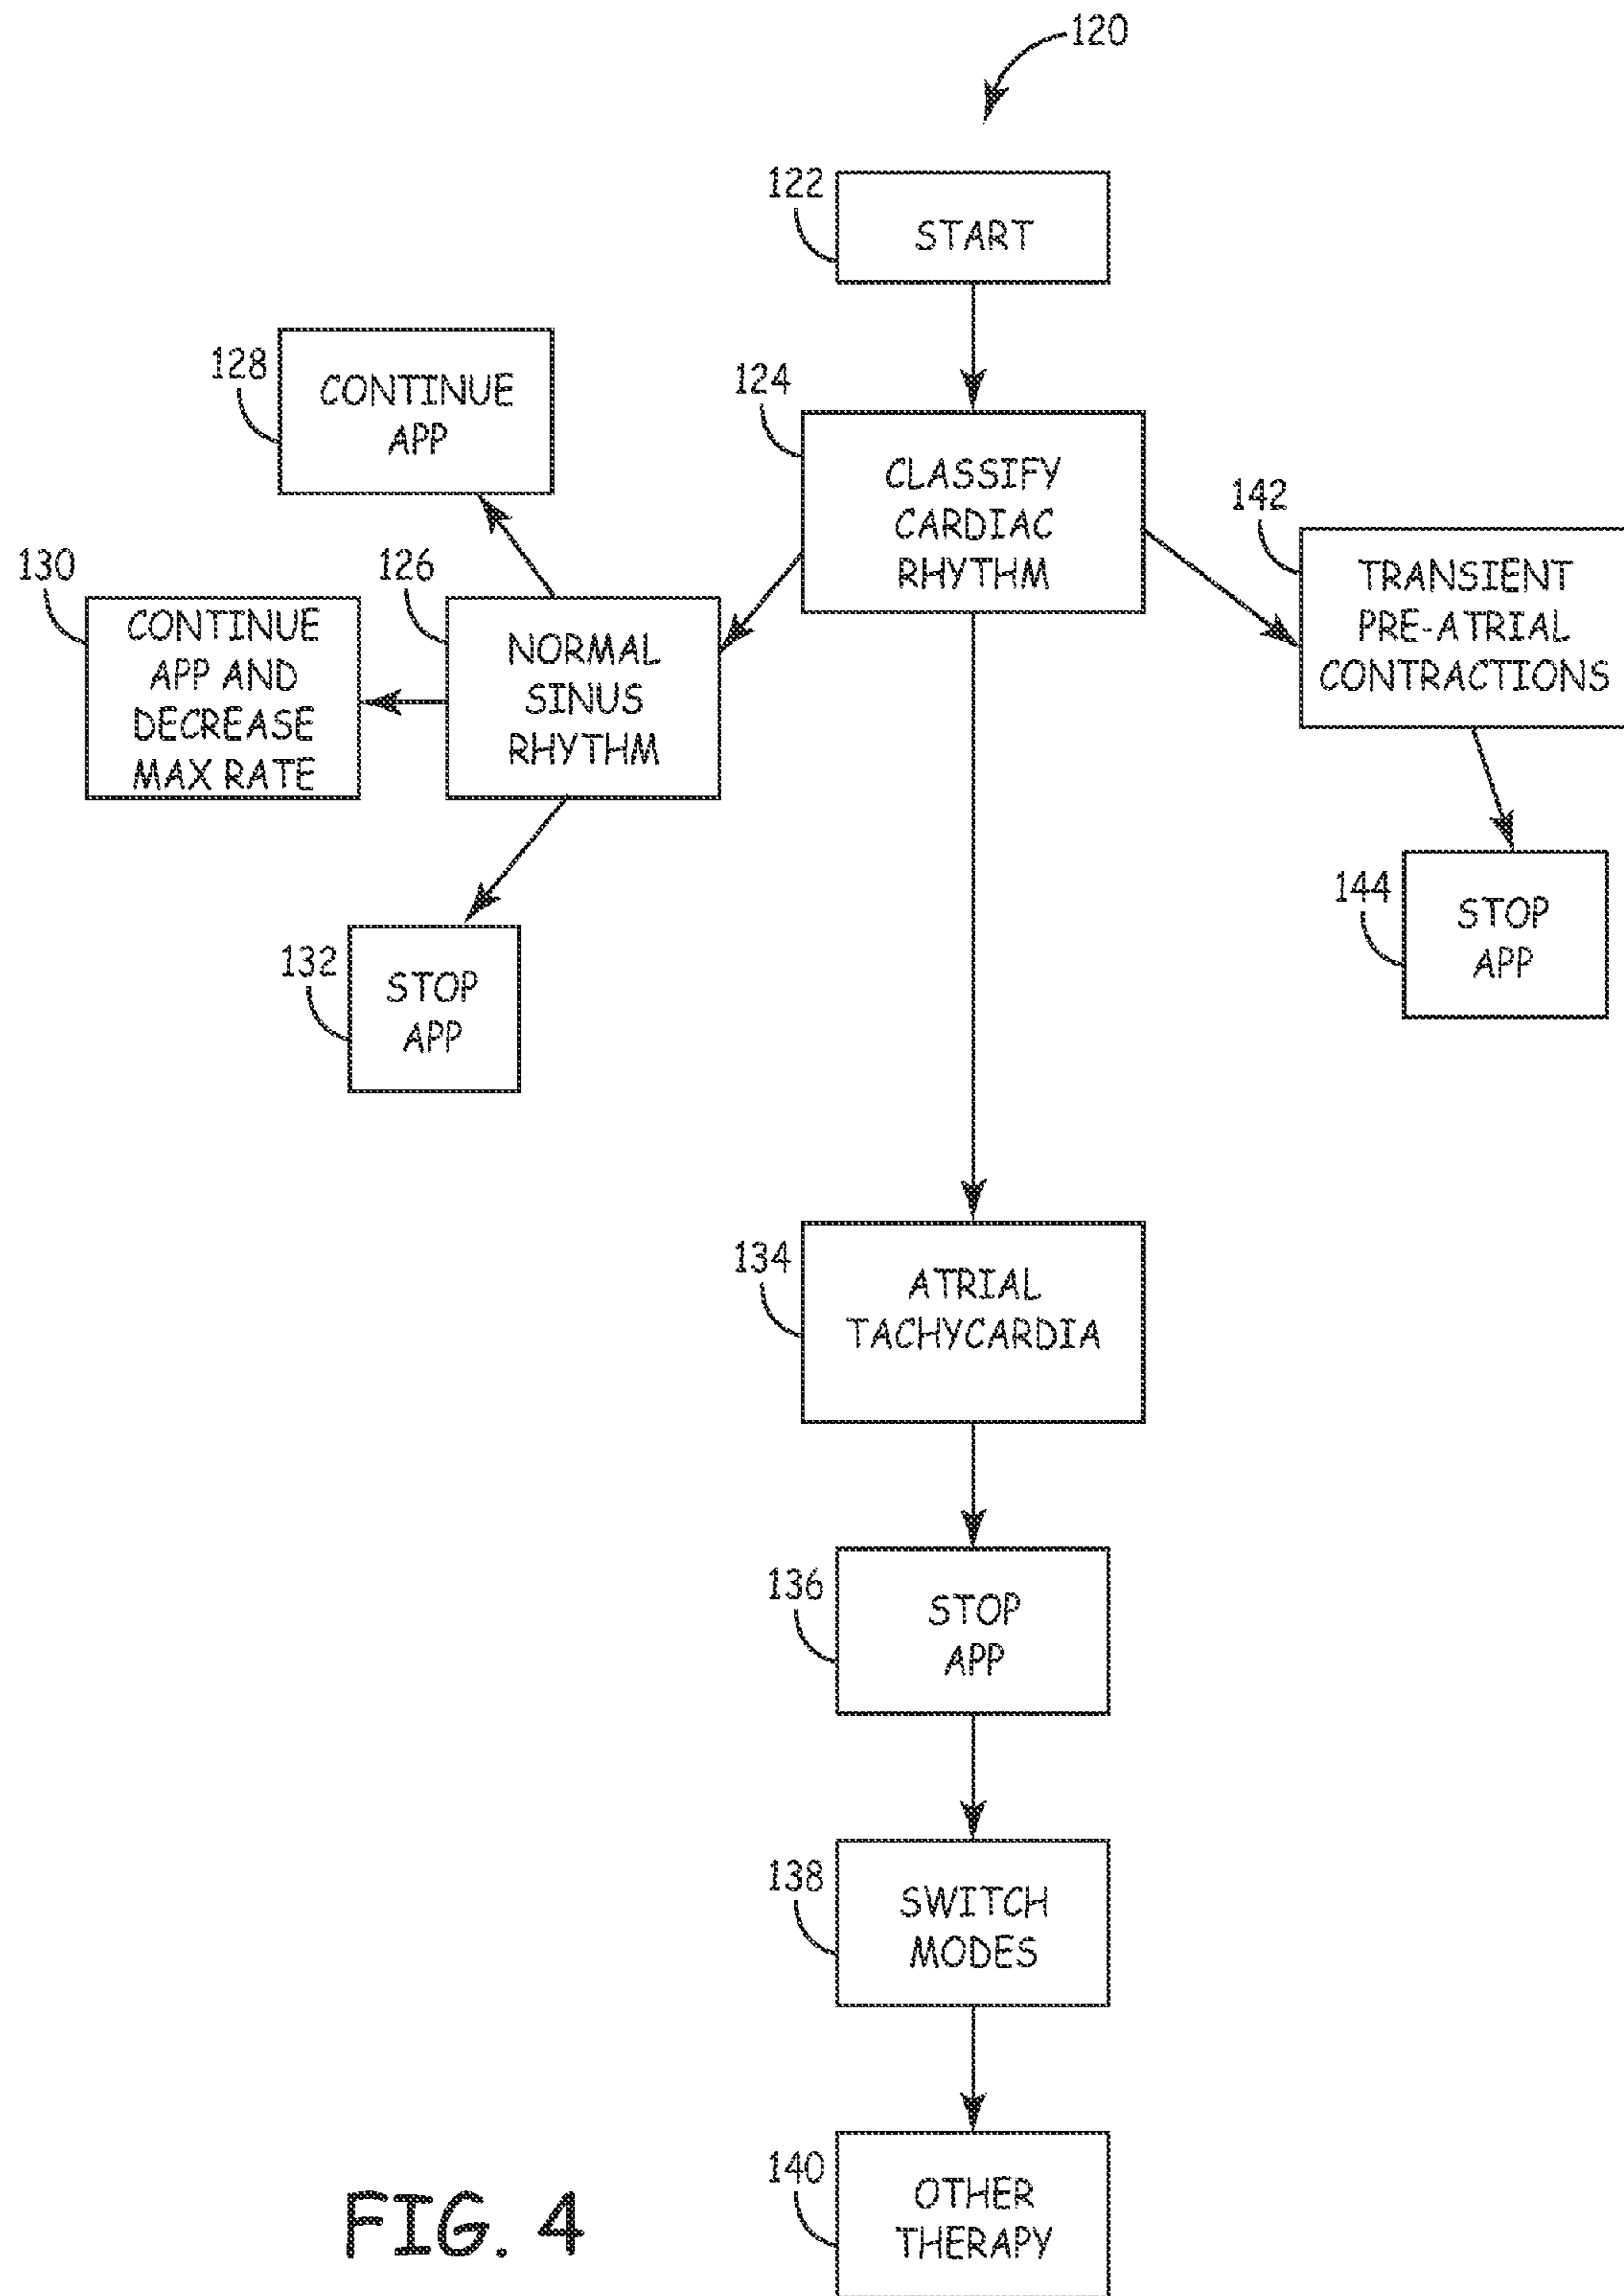 120
122
START
128
CONTINUE
APP
124
CLASSIFY
CARDIAC
RHYTHM
142
TRANSIENT
PRE-ATRIAL
CONTRACTIONS
130
CONTINUE
APP AND
DECREASE
MAX RATE
126
NORMAL
SINUS
RHYTHM
144
STOP
APP
132
STOP
APP
134
ATRIAL
TACHYCARDIA
136
STOP
APP
138
SWITCH
MODES
140
OTHER
THERAPY
FIG. 4